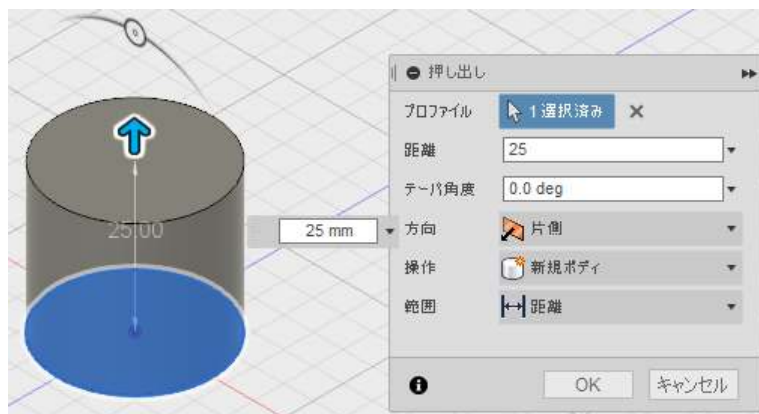 押し出し
プロファイル 1 選択済み
距離 25
テーパ角度 0.0 deg
25.00
25 mm
方向 片側
操作 新規ボディ
範囲 距離
OK キャンセル